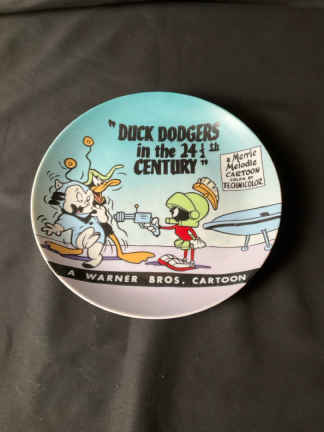 "DUCK DODGERS
in the 24½th
CENTURY"
A Merrie
Melodie
CARTOON
COLOR BY
TECHNICOLOR
A WARNER BROS. CARTOON